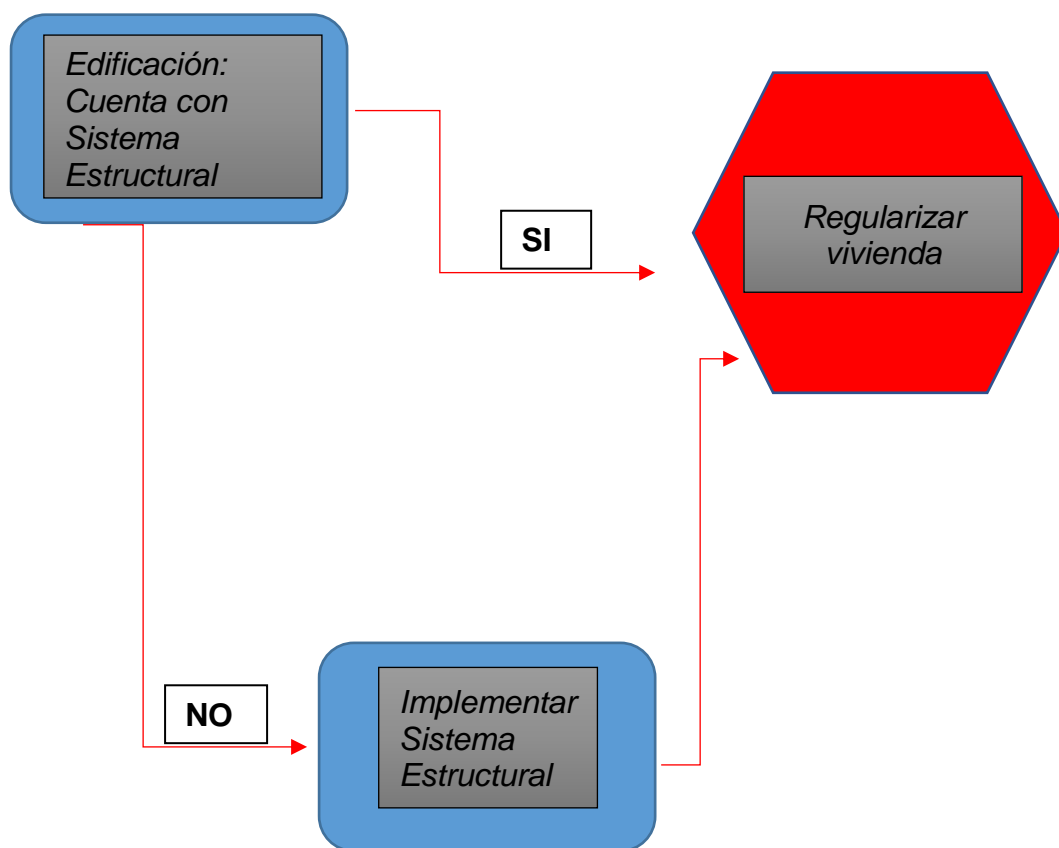 Edificación:
Cuenta con
Sistema
Estructural
SI
Regularizar
vivienda
NO
Implementar
Sistema
Estructural